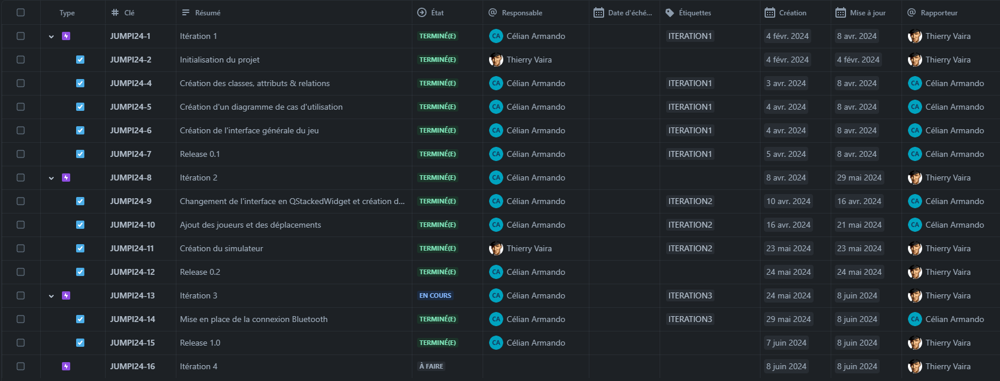 Type Clé Résumé État Responsable Date d'éché... Étiquettes Création Mise à jour Rapporteur
JUMPI24-1 Itération 1 TERMINÉ(E) CA Célian Armando ITERATION1 4 févr. 2024 8 avr. 2024 Thierry Vaira
JUMPI24-2 Initialisation du projet TERMINÉ(E) Thierry Vaira 4 févr. 2024 4 févr. 2024 Thierry Vaira
JUMPI24-4 Création des classes, attributs & relations TERMINÉ(E) CA Célian Armando ITERATION1 3 avr. 2024 8 avr. 2024 CA Célian Armando
JUMPI24-5 Création d'un diagramme de cas d'utilisation TERMINÉ(E) CA Célian Armando ITERATION1 4 avr. 2024 8 avr. 2024 CA Célian Armando
JUMPI24-6 Création de l'interface générale du jeu TERMINÉ(E) CA Célian Armando ITERATION1 4 avr. 2024 8 avr. 2024 CA Célian Armando
JUMPI24-7 Release 0.1 TERMINÉ(E) CA Célian Armando ITERATION1 5 avr. 2024 8 avr. 2024 CA Célian Armando
JUMPI24-8 Itération 2 TERMINÉ(E) CA Célian Armando 8 avr. 2024 29 mai 2024 Thierry Vaira
JUMPI24-9 Changement de l'interface en QStackedWidget et création d... TERMINÉ(E) CA Célian Armando ITERATION2 10 avr. 2024 16 avr. 2024 CA Célian Armando
JUMPI24-10 Ajout des joueurs et des déplacements TERMINÉ(E) CA Célian Armando ITERATION2 16 avr. 2024 21 mai 2024 CA Célian Armando
JUMPI24-11 Création du simulateur TERMINÉ(E) Thierry Vaira ITERATION2 23 mai 2024 23 mai 2024 Thierry Vaira
JUMPI24-12 Release 0.2 TERMINÉ(E) CA Célian Armando 24 mai 2024 24 mai 2024 Thierry Vaira
JUMPI24-13 Itération 3 EN COURS CA Célian Armando ITERATION3 24 mai 2024 8 juin 2024 Thierry Vaira
JUMPI24-14 Mise en place de la connexion Bluetooth TERMINÉ(E) CA Célian Armando ITERATION3 29 mai 2024 8 juin 2024 CA Célian Armando
JUMPI24-15 Release 1.0 TERMINÉ(E) CA Célian Armando 7 juin 2024 8 juin 2024 Thierry Vaira
JUMPI24-16 Itération 4 À FAIRE 8 juin 2024 8 juin 2024 Thierry Vaira